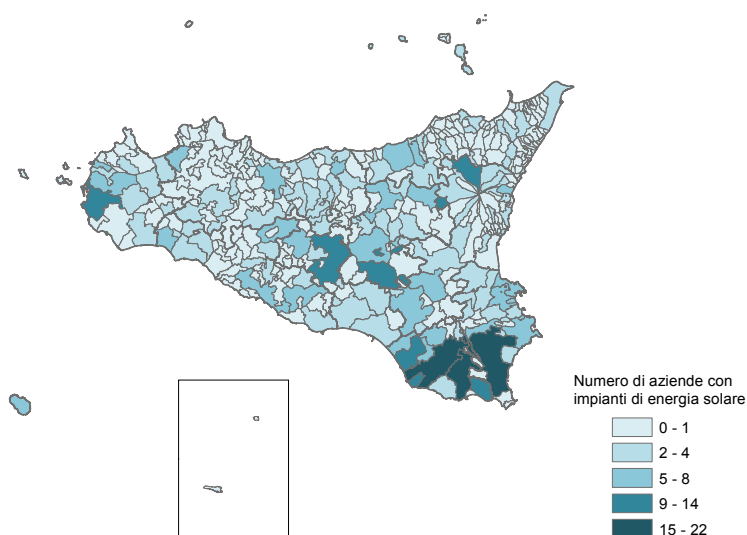 Numero di aziende con
impianti di energia solare
0 - 1
2 - 4
5 - 8
9 - 14
15 - 22